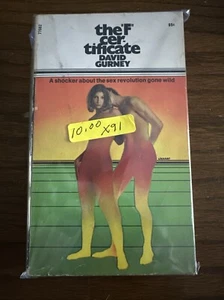 the 'F'
cer-
tificate
DAVID
GURNEY
A shocker about the sex revolution gone wild
10.00 X91